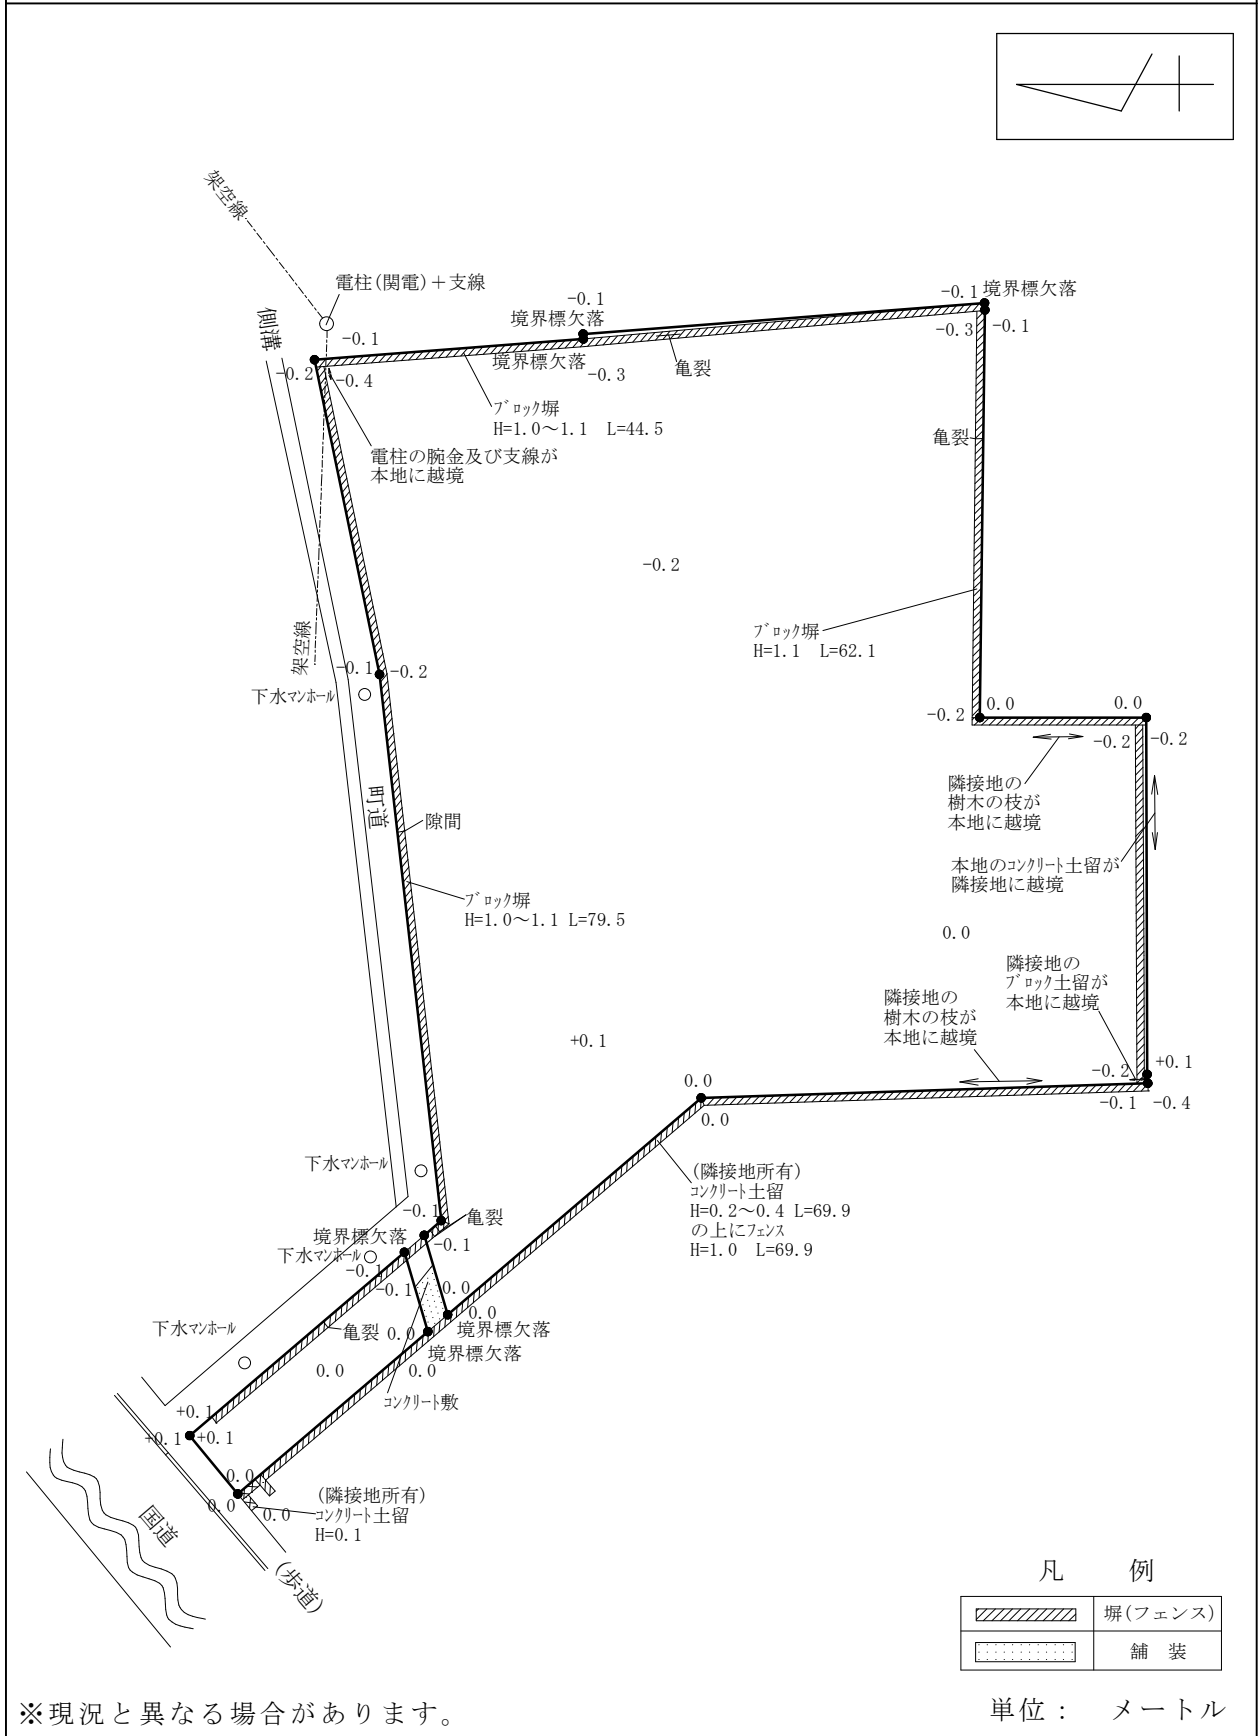 架空線
電柱(関電)＋支線
側溝
-0.1
-0.1
境界標欠落
-0.1
境界標欠落
-0.2
-0.4
境界標欠落
-0.3
亀裂
-0.3
-0.1
ブロック塀
H=1.0～1.1 L=44.5
亀裂
電柱の腕金及び支線が
本地に越境
-0.2
架空線
ブロック塀
H=1.1 L=62.1
-0.1
-0.2
下水マンホール
-0.2
0.0
0.0
-0.2
-0.2
隣接地の
樹木の枝が
本地に越境
町道
隙間
本地のコンクリート土留が
隣接地に越境
ブロック塀
H=1.0～1.1 L=79.5
0.0
隣接地の
ブロック土留が
本地に越境
隣接地の
樹木の枝が
本地に越境
+0.1
-0.2
+0.1
-0.1
-0.4
0.0
0.0
下水マンホール
(隣接地所有)
コンクリート土留
H=0.2～0.4 L=69.9
の上にフェンス
H=1.0 L=69.9
-0.1
亀裂
境界標欠落
-0.1
下水マンホール
-0.1
-0.1
0.0
0.0
境界標欠落
下水マンホール
亀裂
0.0
境界標欠落
0.0
0.0
コンクリート敷
+0.1
+0.1
+0.1
0.0
0.0
0.0
(隣接地所有)
コンクリート土留
H=0.1
国道
(歩道)
凡 例
塀(フェンス)
舗 装
※現況と異なる場合があります。
単位： メートル